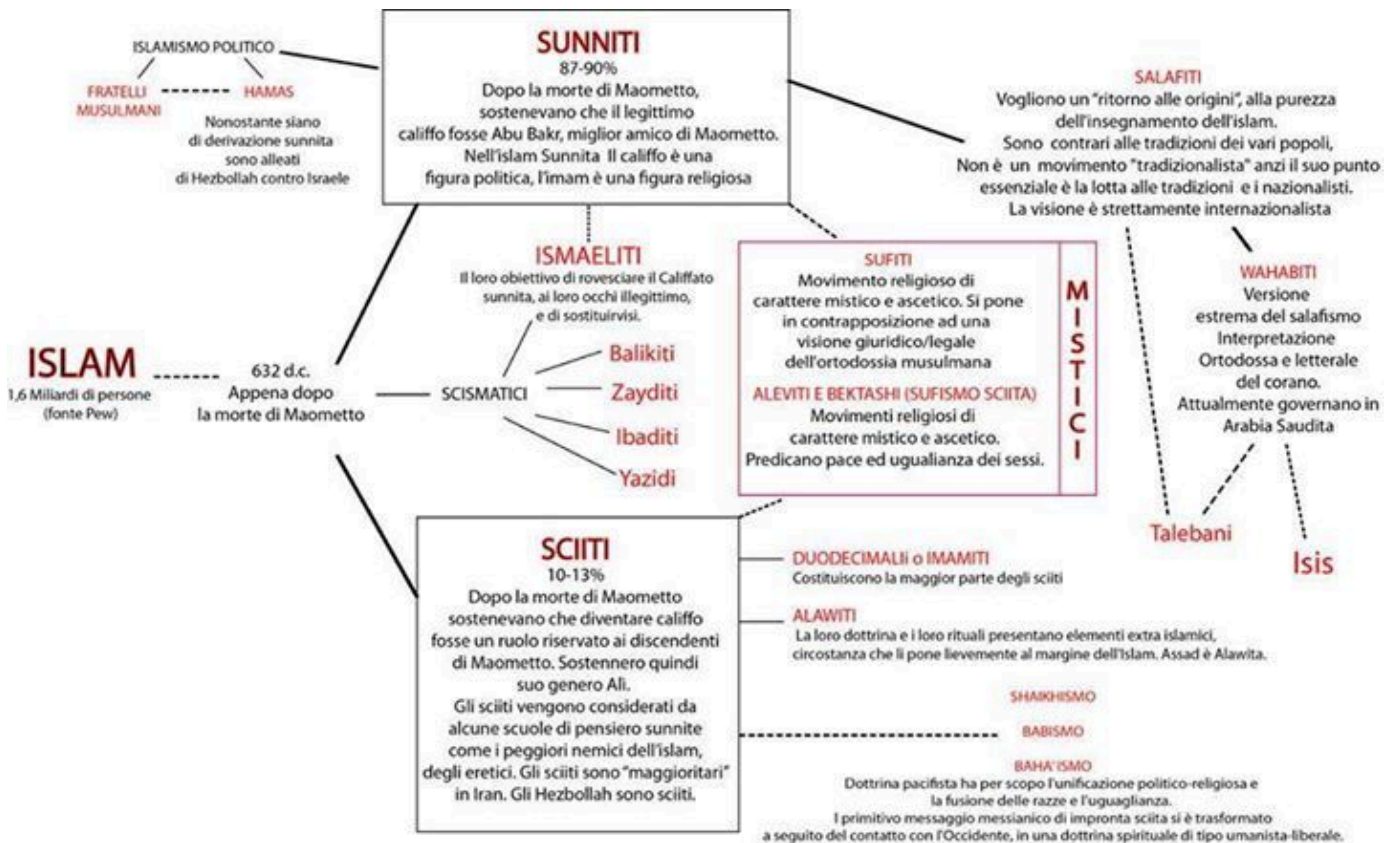 ISLAMISMO POLITICO
FRATELLI
MUSULMANI
HAMAS
Nonostante siano
di derivazione sunnita
sono alleati
di Hezbollah contro Israele
SUNNITI
87-90%
Dopo la morte di Maometto,
sostenevano che il legittimo
califfo fosse Abu Bakr, miglior amico di Maometto.
Nell'islam Sunnita Il califfo è una
figura politica, l'imam è una figura religiosa
SALAFITI
Vogliono un "ritorno alle origini", alla purezza
dell'insegnamento dell'islam.
Sono contrari alle tradizioni dei vari popoli,
Non è un movimento "tradizionalista" anzi il suo punto
essenziale è la lotta alle tradizioni e i nazionalisti.
La visione è strettamente internazionalista
ISMAELITI
Il loro obiettivo di rovesciare il Califfato
sunnita, ai loro occhi illegittimo,
e di sostituirvisi.
SUFITI
Movimento religioso di
carattere mistico e ascetico. Si pone
in contrapposizione ad una
visione giuridico/legale
dell'ortodossia musulmana
ALEVITI E BEKTASHI (SUFISMO SCIITA)
Movimenti religiosi di
carattere mistico e ascetico.
Predicano pace ed ugualianza dei sessi.
MISTICI
WAHABITI
Versione
estrema del salafismo
Interpretazione
Ortodossa e letterale
del corano.
Attualmente governano in
Arabia Saudita
ISLAM
1,6 Miliardi di persone
(fonte Pew)
632 d.c.
Appena dopo
la morte di Maometto
SCISMATICI
Balikiti
Zayditi
Ibaditi
Yazidi
Talebani
Isis
SCIITI
10-13%
Dopo la morte di Maometto
sostenevano che diventare califfo
fosse un ruolo riservato ai discendenti
di Maometto. Sostennero quindi
suo genero Alì.
Gli sciiti vengono considerati da
alcune scuole di pensiero sunnite
come i peggiori nemici dell'islam,
degli eretici. Gli sciiti sono "maggioritari"
in Iran. Gli Hezbollah sono sciiti.
DUODECIMALIi o IMAMITI
Costituiscono la maggior parte degli sciiti
ALAWITI
La loro dottrina e i loro rituali presentano elementi extra islamici,
circostanza che li pone lievemente al margine dell'Islam. Assad è Alawita.
SHAIKHISMO
BABISMO
BAHA'ISMO
Dottrina pacifista ha per scopo l'unificazione politico-religiosa e
la fusione delle razze e l'uguaglianza.
I primitivo messaggio messianico di impronta sciita si è trasformato
a seguito del contatto con l'Occidente, in una dottrina spirituale di tipo umanista-liberale.